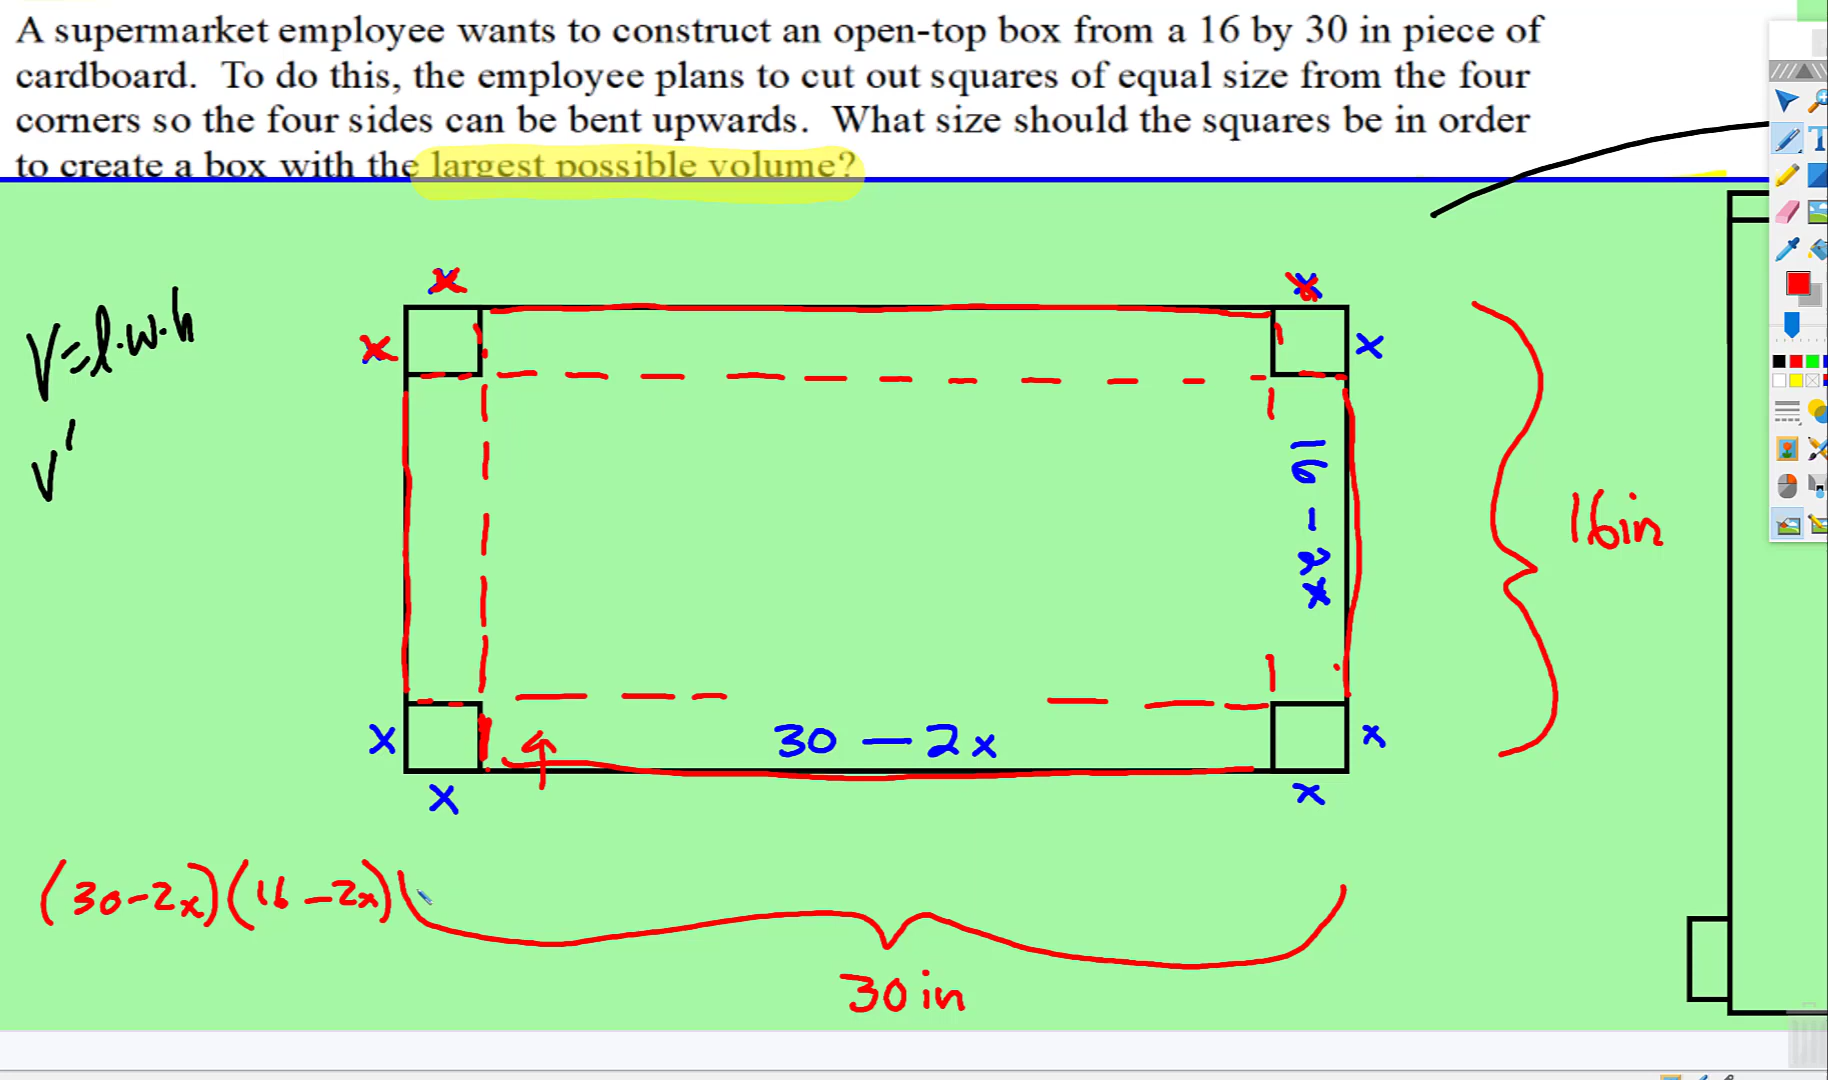 A supermarket employee wants to construct an open-top box from a 16 by 30 in piece of
cardboard. To do this, the employee plans to cut out squares of equal size from the four
corners so the four sides can be bent upwards. What size should the squares be in order
to create a box with the largest possible volume?
x
x
V=l·w·h
x
x
V'
16-2x
16in
x
30-2x
x
x
x
(30-2x)(16-2x)
30in